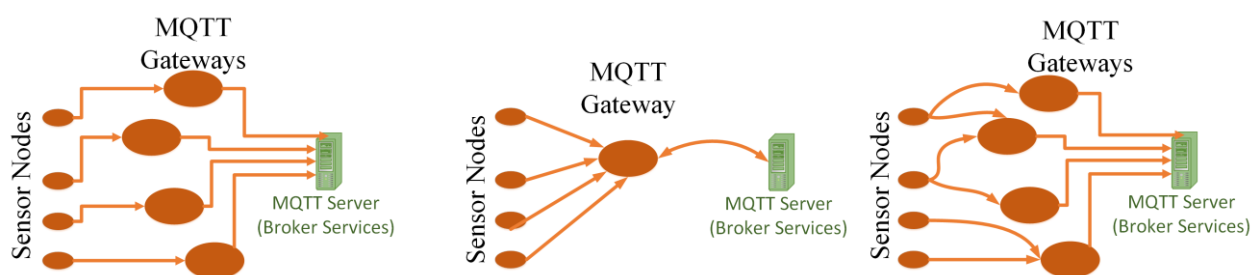 MQTT
Gateways
Sensor Nodes
MQTT Server
(Broker Services)
MQTT
Gateway
Sensor Nodes
MQTT Server
(Broker Services)
MQTT
Gateways
Sensor Nodes
MQTT Server
(Broker Services)